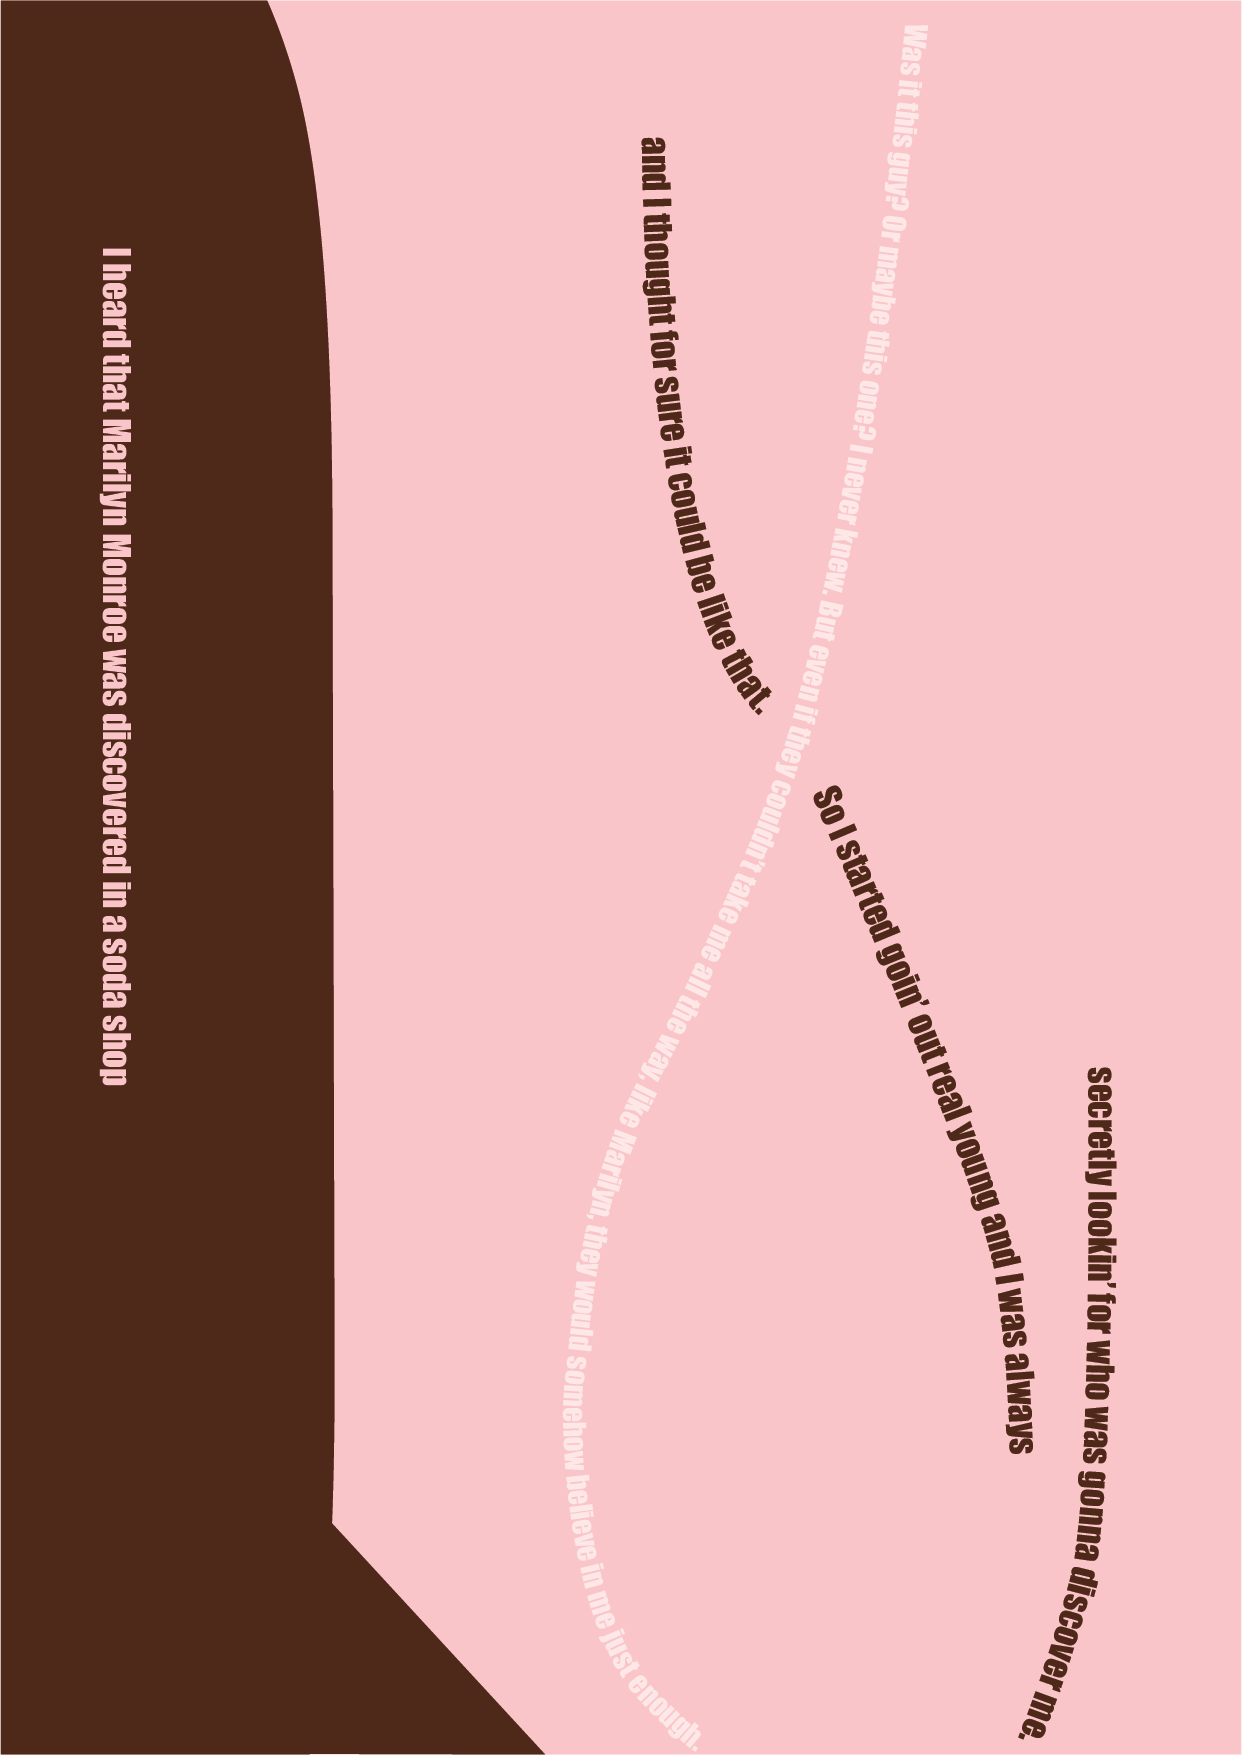 I heard that Marilyn Monroe was discovered in a soda shop
and I thought for sure it could be like that.
So I started goin’ out real young and I was always
secretly lookin’ for who was gonna discover me.
Was it this guy? Or maybe this one? I never knew. But even if they couldn’t take me all the way, like Marilyn, they would somehow believe in me just enough.